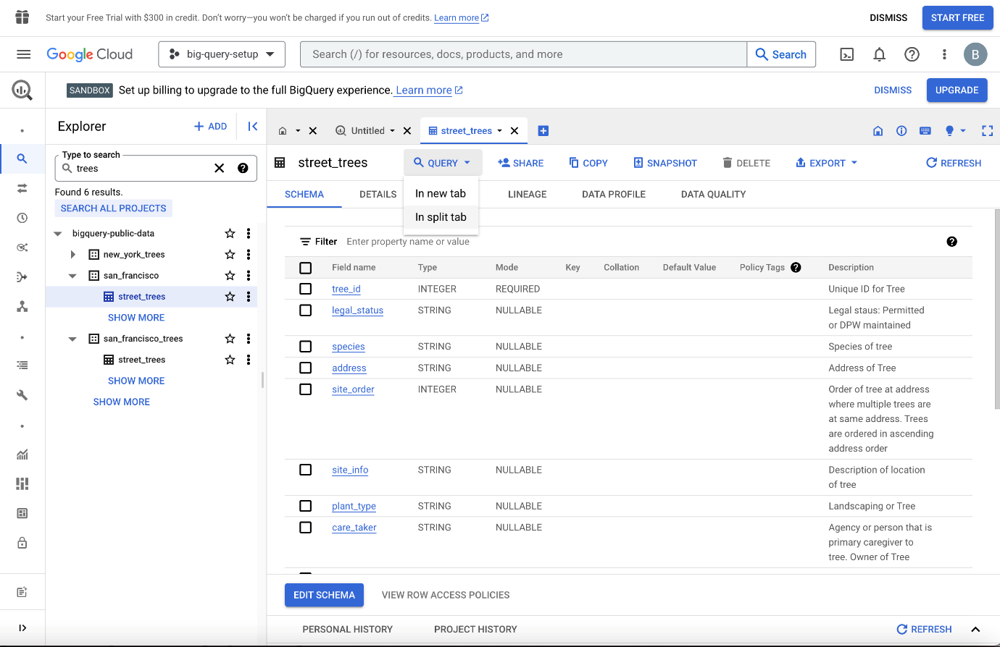 Start your Free Trial with $300 in credit. Don't worry—you won't be charged if you run out of credits. Learn more
DISMISS
START FREE
Google Cloud
big-query-setup
Search (/) for resources, docs, products, and more
Search
B
SANDBOX Set up billing to upgrade to the full BigQuery experience. Learn more
DISMISS
UPGRADE
Explorer
+ ADD
Untitled
street_trees
Type to search
trees
Found 6 results.
SEARCH ALL PROJECTS
bigquery-public-data
new_york_trees
san_francisco
street_trees
SHOW MORE
san_francisco_trees
street_trees
SHOW MORE
SHOW MORE
street_trees
QUERY
SHARE
COPY
SNAPSHOT
DELETE
EXPORT
REFRESH
In new tab
In split tab
SCHEMA
DETAILS
LINEAGE
DATA PROFILE
DATA QUALITY
Filter Enter property name or value
Field name Type Mode Key Collation Default Value Policy Tags Description
tree_id INTEGER REQUIRED Unique ID for Tree
legal_status STRING NULLABLE Legal staus: Permitted
or DPW maintained
species STRING NULLABLE Species of tree
address STRING NULLABLE Address of Tree
site_order INTEGER NULLABLE Order of tree at address
where multiple trees are
at same address. Trees
are ordered in ascending
address order
site_info STRING NULLABLE Description of location
of tree
plant_type STRING NULLABLE Landscaping or Tree
care_taker STRING NULLABLE Agency or person that is
primary caregiver to
tree. Owner of Tree
EDIT SCHEMA
VIEW ROW ACCESS POLICIES
PERSONAL HISTORY
PROJECT HISTORY
REFRESH